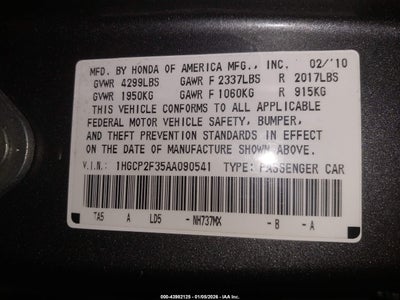 MFD. BY HONDA OF AMERICA MFG., INC. 02/'10
GVWR 4299LBS GAWR F 2337LBS R 2017LBS
GVWR 1950KG GAWR F 1060KG R 915KG
THIS VEHICLE CONFORMS TO ALL APPLICABLE
FEDERAL MOTOR VEHICLE SAFETY, BUMPER,
AND THEFT PREVENTION STANDARDS IN EFFECT
ON THE DATE OF MANUFACTURE SHOWN ABOVE.
V.I.N.: 1HGCP2F35AA090541 TYPE: PASSENGER CAR
TA5 A LD5 -NH737MX -B -A
000-43982125 - 01/05/2026 - IAA Inc.